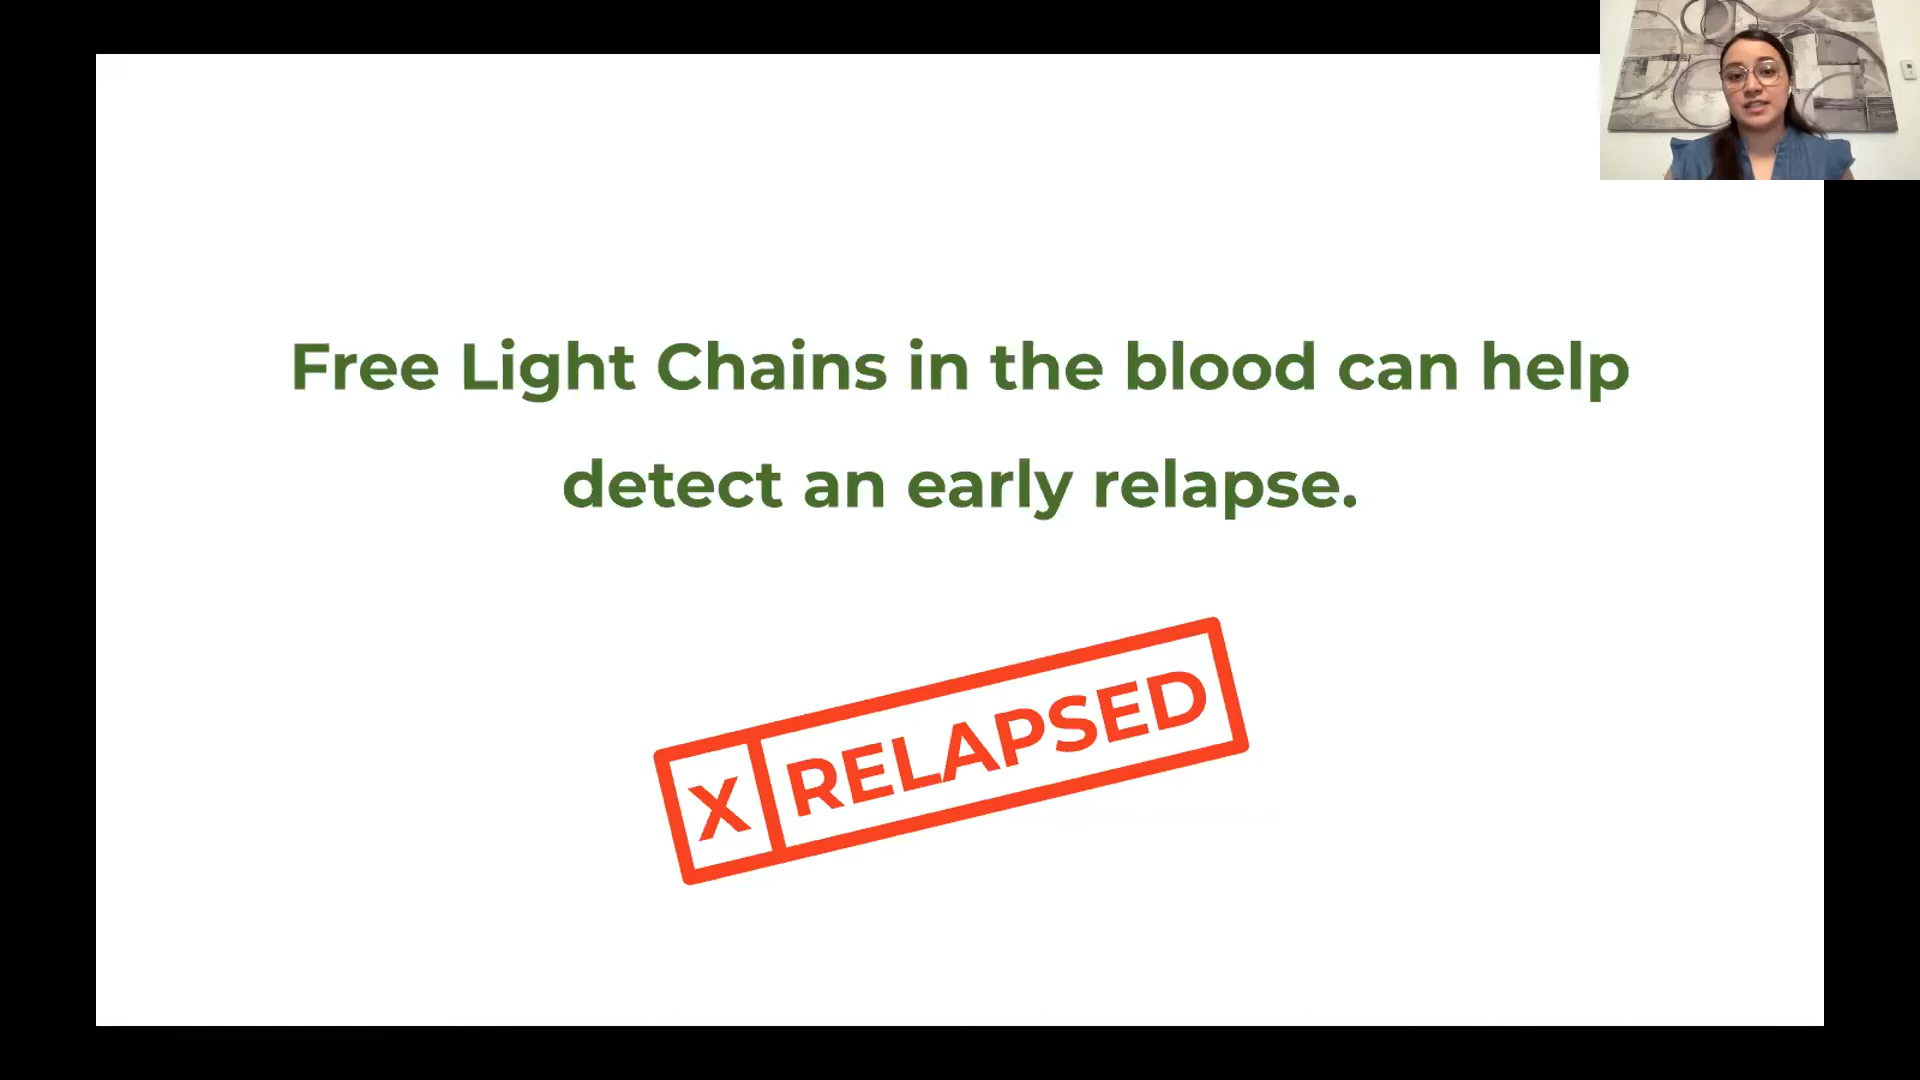 Free Light Chains in the blood can help
detect an early relapse.
X RELAPSED